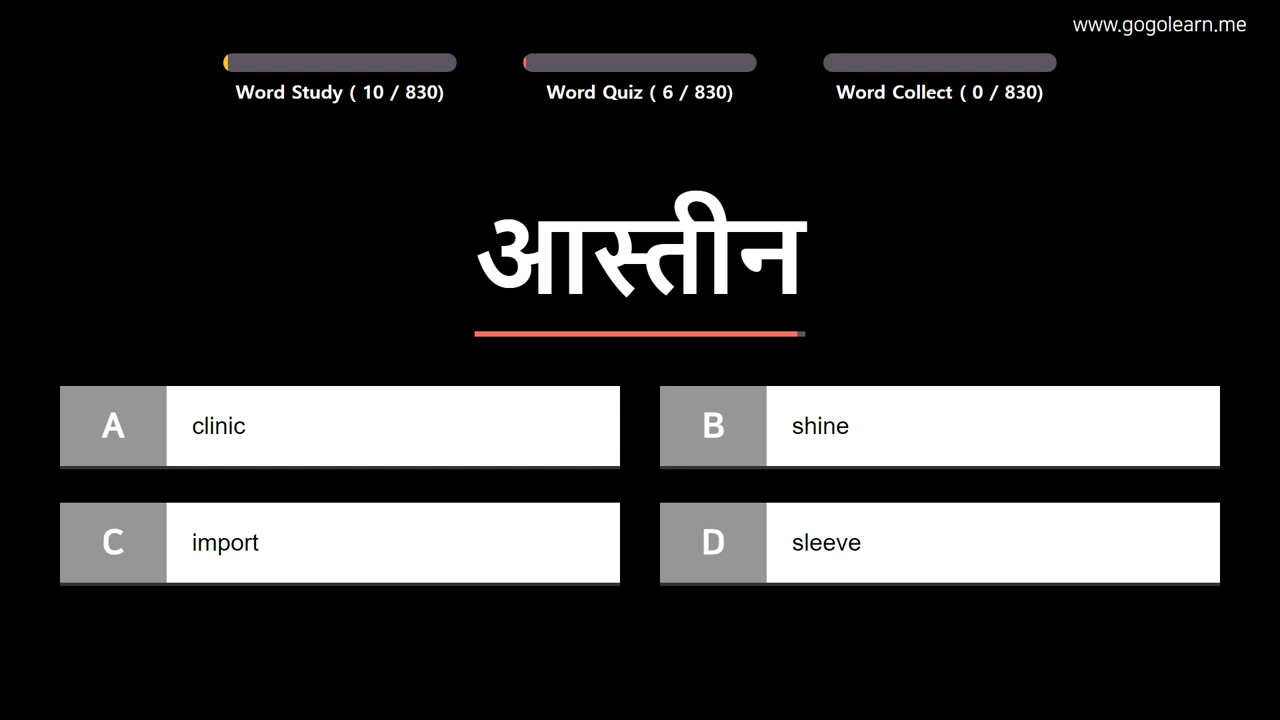 www.gogolearn.me
Word Study ( 10 / 830)
Word Quiz ( 6 / 830)
Word Collect ( 0 / 830)
आस्तीन
A clinic
B shine
C import
D sleeve